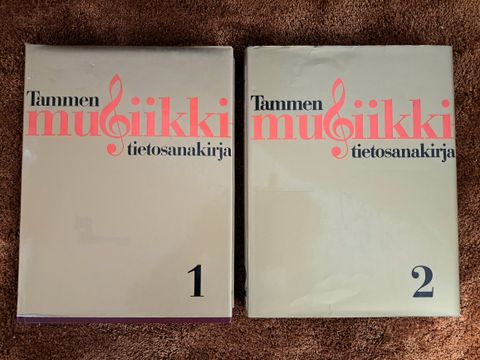 Tammen
musiikki
tietosanakirja
1
Tammen
musiikki
tietosanakirja
2